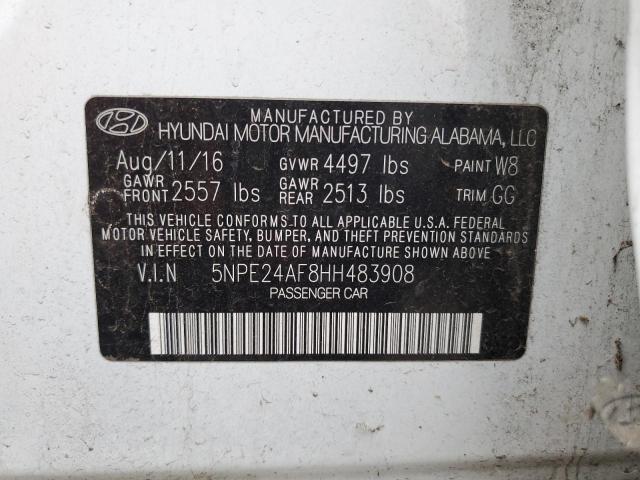 MANUFACTURED BY
HYUNDAI MOTOR MANUFACTURING ALABAMA, LLC
Aug/11/16 GVWR 4497 lbs PAINT W8
GAWR FRONT 2557 lbs GAWR REAR 2513 lbs TRIM GG
THIS VEHICLE CONFORMS TO ALL APPLICABLE U.S.A. FEDERAL
MOTOR VEHICLE SAFETY, BUMPER, AND THEFT PREVENTION STANDARDS
IN EFFECT ON THE DATE OF MANUFACTURE SHOWN ABOVE
V.I.N 5NPE24AF8HH483908
PASSENGER CAR